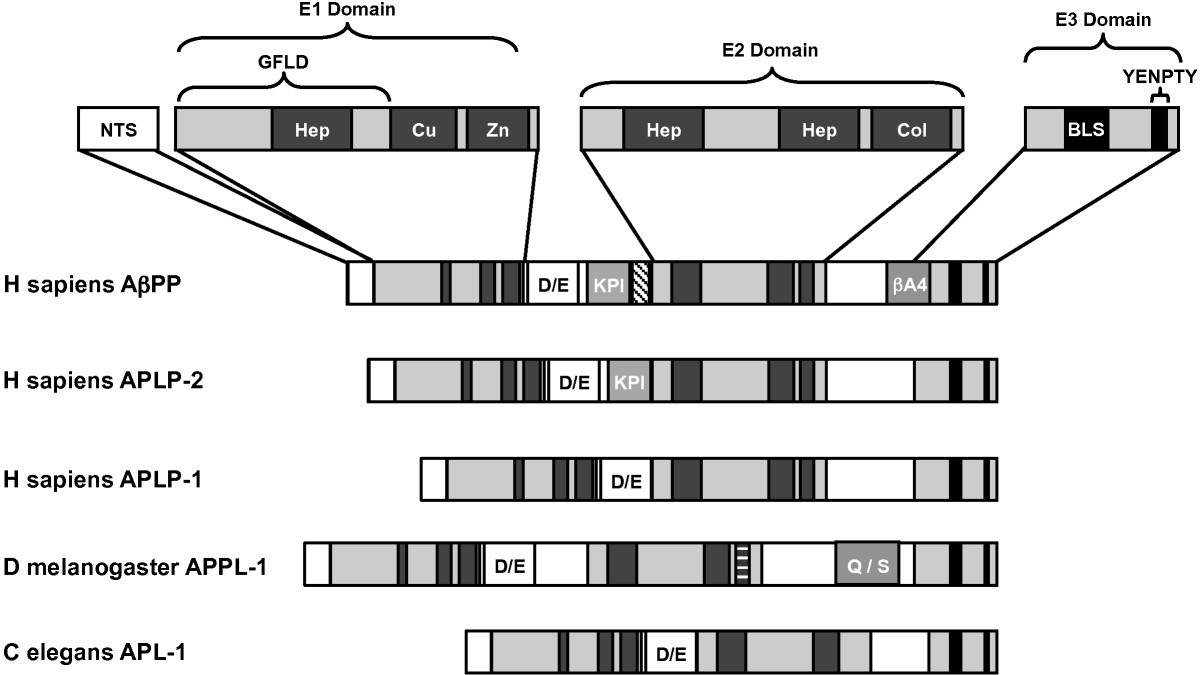 E1 Domain
E3 Domain
GFLD
E2 Domain
YENPTY
NTS
Hep
Cu
Zn
Hep
Hep
Col
BLS
H sapiens AβPP
D/E
KPI
βA4
H sapiens APLP-2
D/E
KPI
H sapiens APLP-1
D/E
D melanogaster APPL-1
D/E
Q / S
C elegans APL-1
D/E